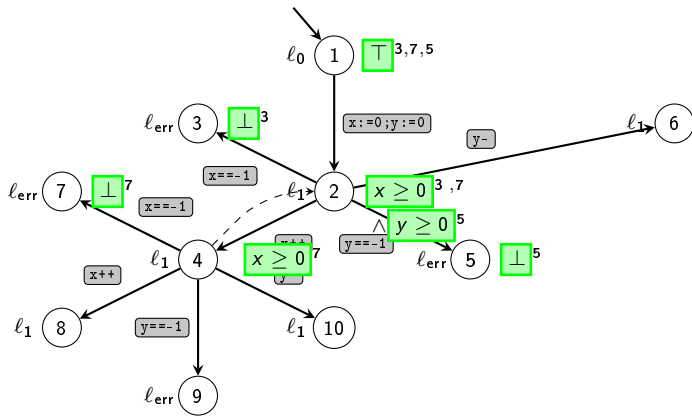 ℓ0 1 ⊤ 3,7,5
ℓerr 3 ⊥ 3
x:=0;y:=0
ℓ1 6
y-
x==-1
ℓerr 7 ⊥ 7
x==-1
ℓ1 2 x ≥ 0 3 ,7
∧ y ≥ 0 5
y==-1
ℓ1 4 x ≥ 0 7
ℓerr 5 ⊥ 5
x++
ℓ1 8
y==-1
ℓ1 10
ℓerr 9